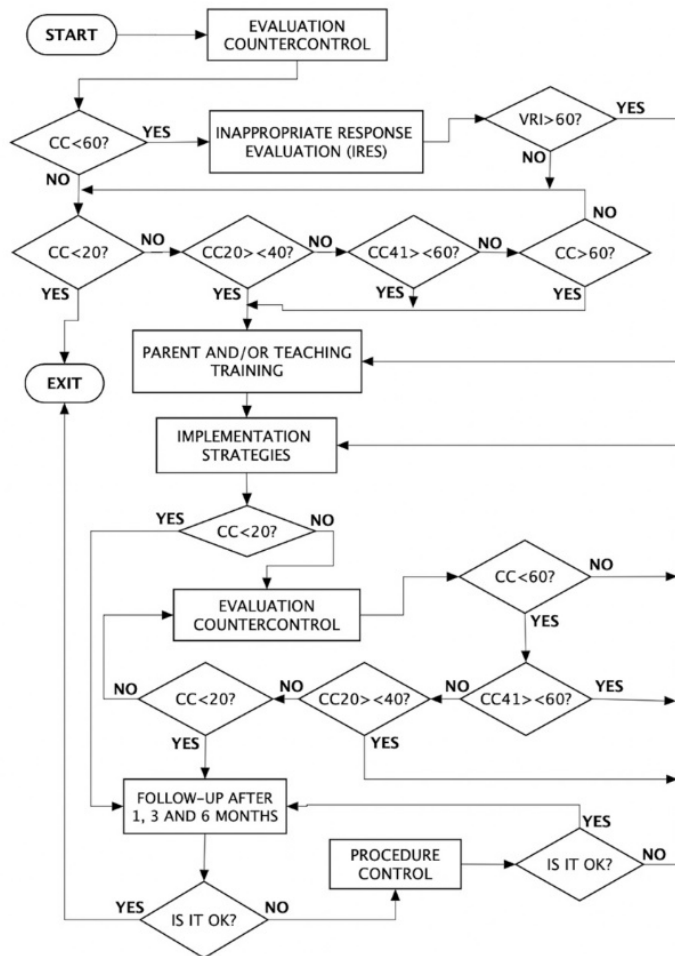 START
EVALUATION
COUNTERCONTROL
CC<60?
YES
INAPPROPRIATE RESPONSE
EVALUATION (IRES)
VRI>60?
YES
NO
NO
CC<20?
NO
CC20><40?
NO
CC41><60?
NO
CC>60?
NO
YES
YES
YES
YES
PARENT AND/OR TEACHING
TRAINING
EXIT
IMPLEMENTATION
STRATEGIES
YES
CC<20?
NO
EVALUATION
COUNTERCONTROL
CC<60?
NO
YES
NO
CC<20?
NO
CC20><40?
NO
CC41><60?
YES
YES
YES
FOLLOW-UP AFTER
1, 3 AND 6 MONTHS
YES
IS IT OK?
NO
PROCEDURE
CONTROL
YES
IS IT OK?
NO